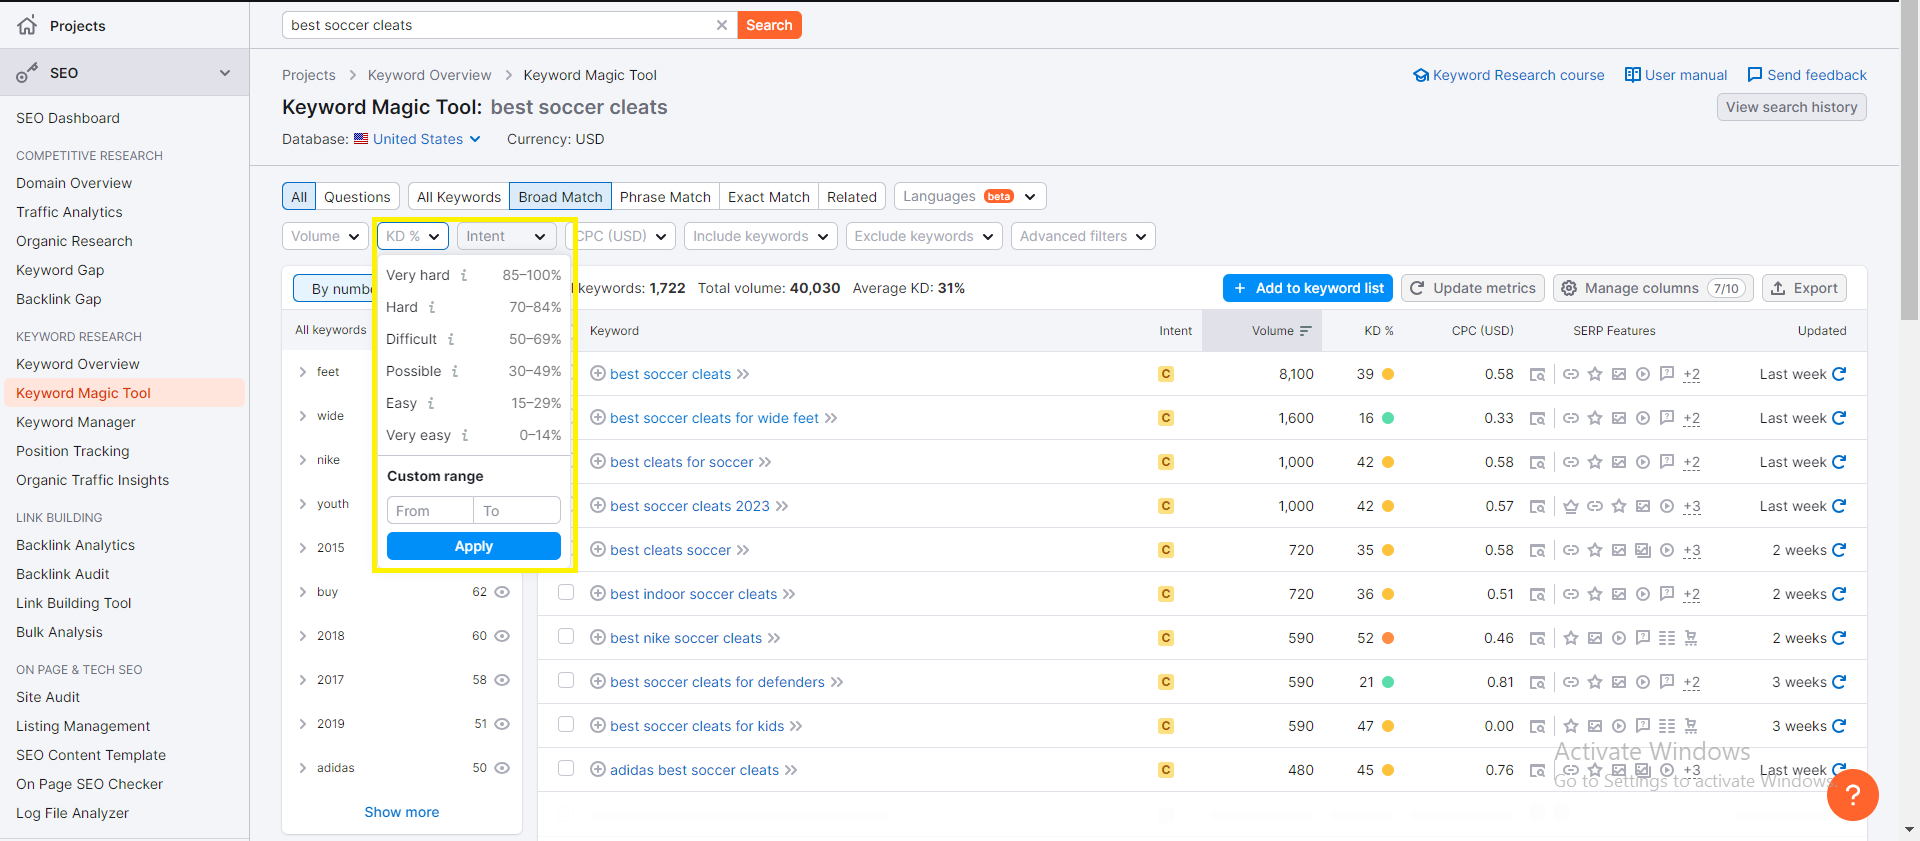 Projects
best soccer cleats
Search
SEO
Projects Keyword Overview Keyword Magic Tool
Keyword Research course User manual Send feedback
Keyword Magic Tool: best soccer cleats
View search history
Database: United States Currency: USD
SEO Dashboard
COMPETITIVE RESEARCH
Domain Overview
Traffic Analytics
Organic Research
Keyword Gap
Backlink Gap
KEYWORD RESEARCH
Keyword Overview
Keyword Magic Tool
Keyword Manager
Position Tracking
Organic Traffic Insights
LINK BUILDING
Backlink Analytics
Backlink Audit
Link Building Tool
Bulk Analysis
ON PAGE & TECH SEO
Site Audit
Listing Management
SEO Content Template
On Page SEO Checker
Log File Analyzer
All Questions All Keywords Broad Match Phrase Match Exact Match Related Languages beta
Volume KD % Intent CPC (USD) Include keywords Exclude keywords Advanced filters
Very hard i 85–100%
Hard i 70–84%
Difficult i 50–69%
Possible i 30–49%
Easy i 15–29%
Very easy i 0–14%
Custom range
From To
Apply
By numbe
keywords: 1,722 Total volume: 40,030 Average KD: 31%
+ Add to keyword list Update metrics Manage columns 7/10 Export
All keywords
feet
wide
nike
youth
2015
buy 62
2018 60
2017 58
2019 51
adidas 50
Show more
Keyword Intent Volume KD % CPC (USD) SERP Features Updated
best soccer cleats C 8,100 39 0.58 +2 Last week
best soccer cleats for wide feet C 1,600 16 0.33 +2 Last week
best cleats for soccer C 1,000 42 0.58 +2 Last week
best soccer cleats 2023 C 1,000 42 0.57 +3 Last week
best cleats soccer C 720 35 0.58 +3 2 weeks
best indoor soccer cleats C 720 36 0.51 +2 2 weeks
best nike soccer cleats C 590 52 0.46 2 weeks
best soccer cleats for defenders C 590 21 0.81 +2 3 weeks
best soccer cleats for kids C 590 47 0.00 3 weeks
adidas best soccer cleats C 480 45 0.76 +3 Last week
Activate Windows
Go to Settings to activate Windows.
?